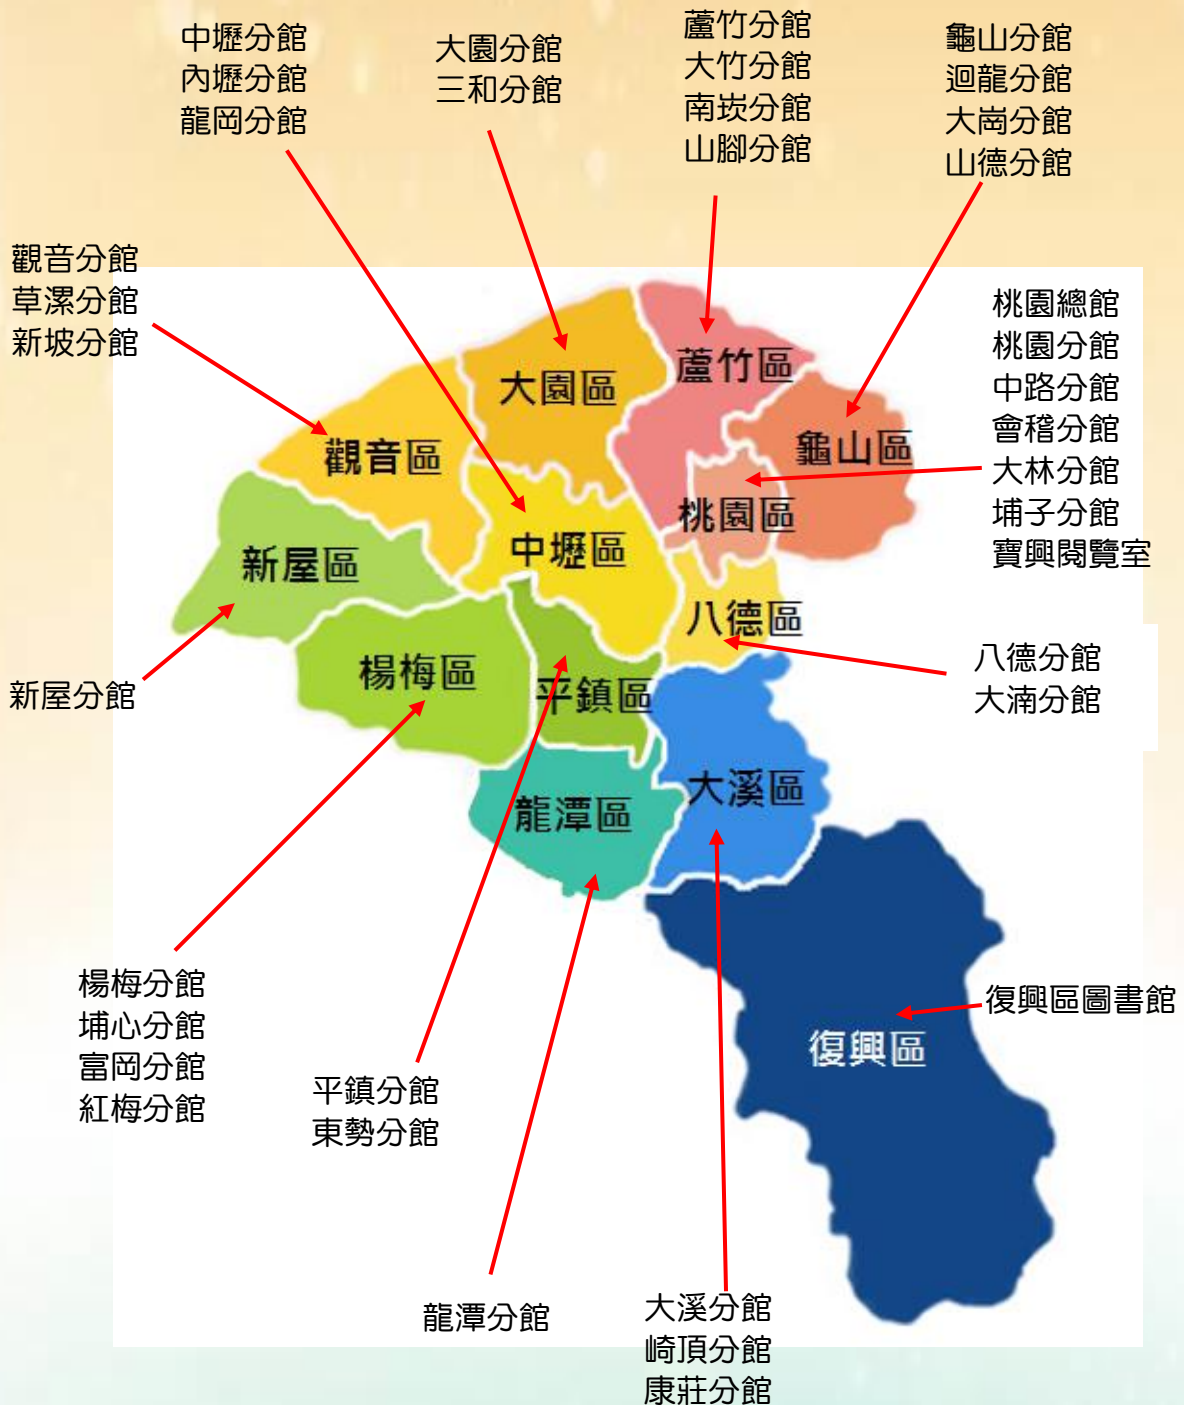 中壢分館
內壢分館
龍岡分館
大園分館
三和分館
蘆竹分館
大竹分館
南崁分館
山腳分館
龜山分館
迴龍分館
大崗分館
山德分館
觀音分館
草漯分館
新坡分館
桃園總館
桃園分館
中路分館
會稽分館
大林分館
埔子分館
寶興閱覽室
蘆竹區
大園區
龜山區
觀音區
桃園區
中壢區
新屋區
八德區
楊梅區
平鎮區
八德分館
大湳分館
新屋分館
大溪區
龍潭區
楊梅分館
埔心分館
富岡分館
紅梅分館
復興區圖書館
復興區
平鎮分館
東勢分館
龍潭分館
大溪分館
崎頂分館
康莊分館